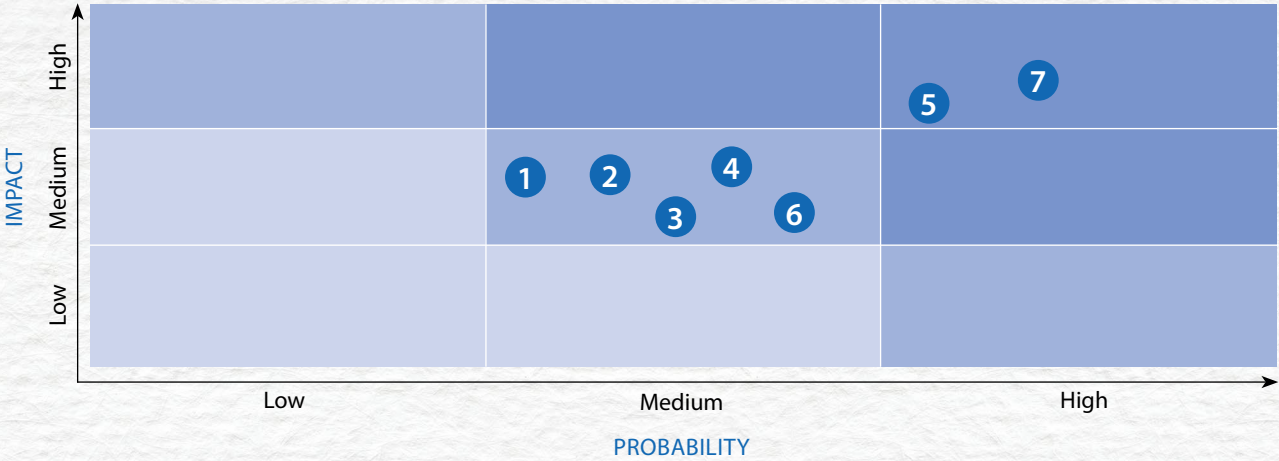 IMPACT
High
Medium
Low
5
7
1
2
3
4
6
Low
Medium
High
PROBABILITY